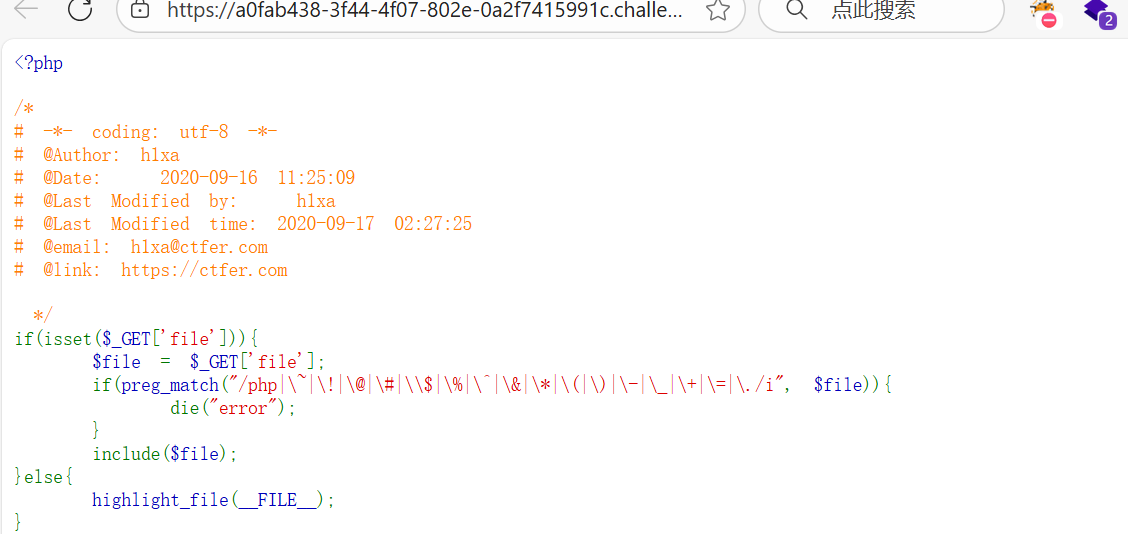 https://a0fab438-3f44-4f07-802e-0a2f7415991c.challe...
点此搜索
2
<?php
/*
# -*- coding: utf-8 -*-
# @Author: hlxa
# @Date:   2020-09-16 11:25:09
# @Last Modified by:   hlxa
# @Last Modified time: 2020-09-17 02:27:25
# @email: hlxa@ctfer.com
# @link: https://ctfer.com
*/
if(isset($_GET['file'])){
$file = $_GET['file'];
if(preg_match("/php|\~|\!|\@|\#|\\$|\%|\^|\&|\*|\(|\)|\-|\_|\+|\=|\./i", $file)){
die("error");
}
include($file);
}else{
highlight_file(__FILE__);
}